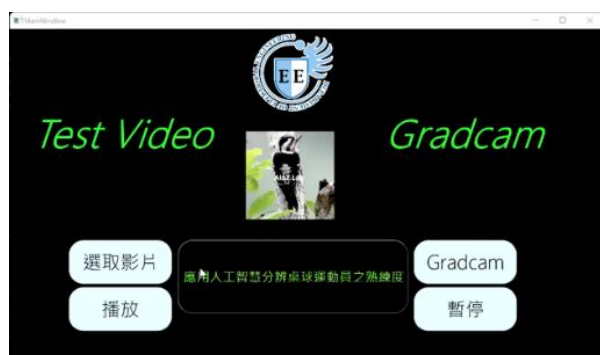 MainWindow
EE
Test Video
Gradcam
選取影片
應用人工智慧分辨桌球運動員之熟練度
Gradcam
播放
暫停